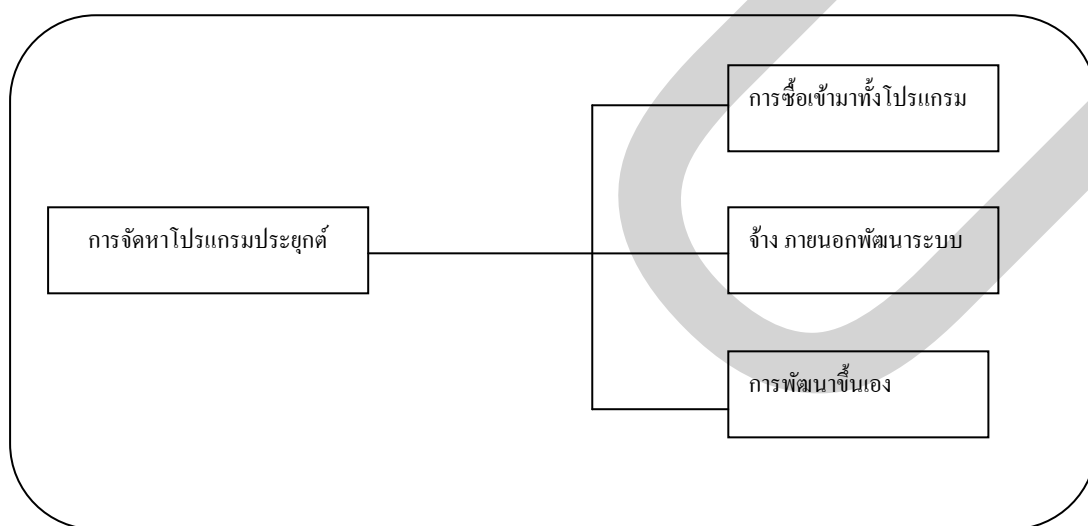 การซื้อเข้ามาทั้งโปรแกรม
การจัดหาโปรแกรมประยุกต์
จ้าง ภายนอกพัฒนาระบบ
การพัฒนาขึ้นเอง